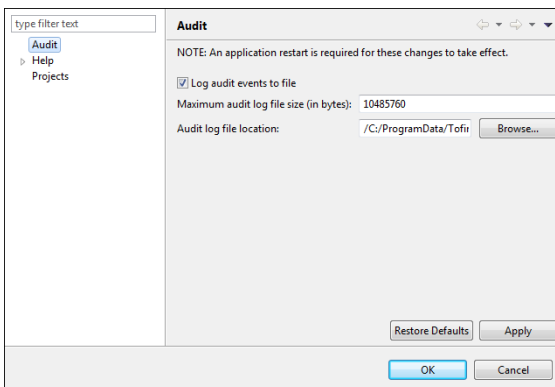 type filter text
Audit
Help
Projects
Audit
NOTE: An application restart is required for these changes to take effect.
Log audit events to file
Maximum audit log file size (in bytes): 10485760
Audit log file location: /C:/ProgramData/Tofin Browse...
Restore Defaults Apply
OK Cancel